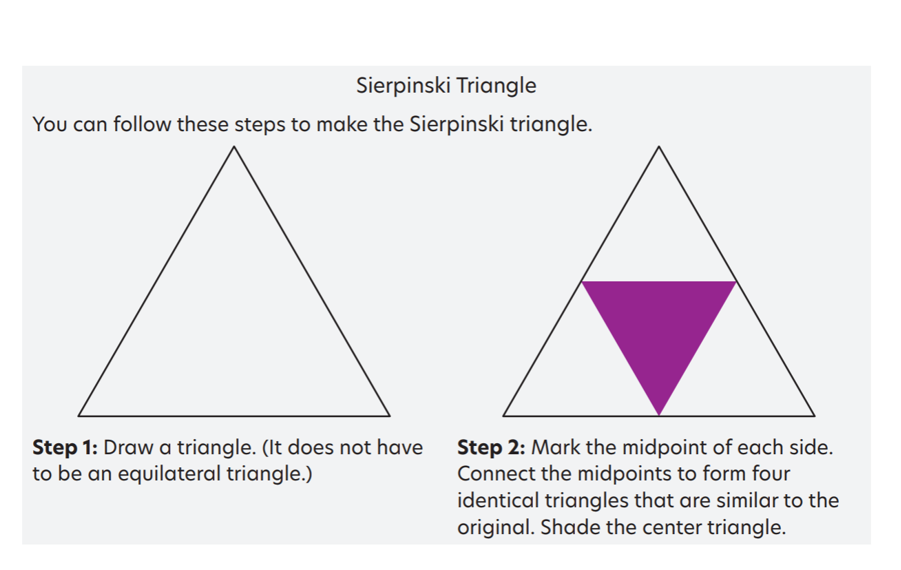 Sierpinski Triangle
You can follow these steps to make the Sierpinski triangle.
Step 1: Draw a triangle. (It does not have
to be an equilateral triangle.)
Step 2: Mark the midpoint of each side.
Connect the midpoints to form four
identical triangles that are similar to the
original. Shade the center triangle.